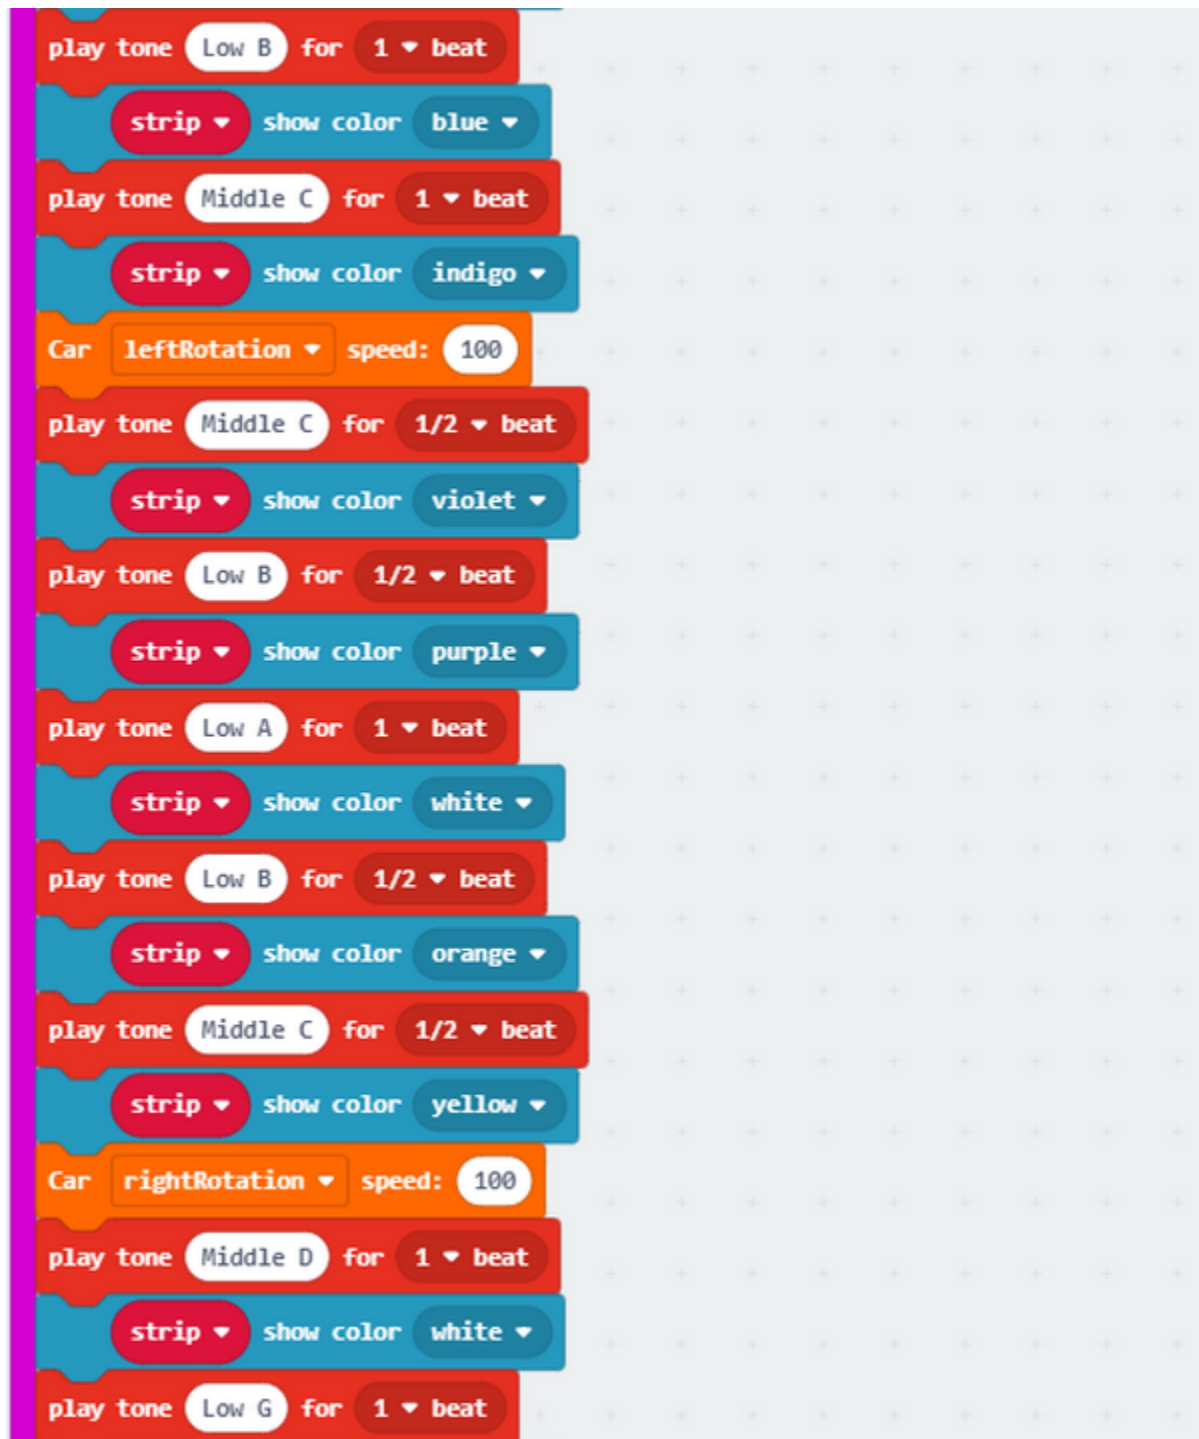 play tone Low B for 1 beat
strip show color blue
play tone Middle C for 1 beat
strip show color indigo
Car leftRotation speed: 100
play tone Middle C for 1/2 beat
strip show color violet
play tone Low B for 1/2 beat
strip show color purple
play tone Low A for 1 beat
strip show color white
play tone Low B for 1/2 beat
strip show color orange
play tone Middle C for 1/2 beat
strip show color yellow
Car rightRotation speed: 100
play tone Middle D for 1 beat
strip show color white
play tone Low G for 1 beat